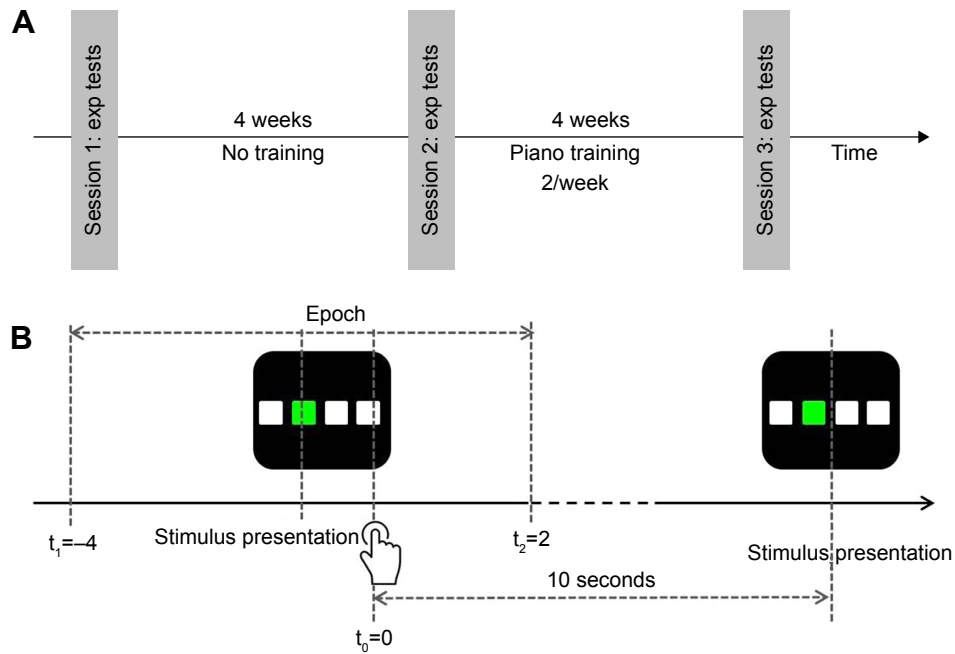 A
Session 1: exp tests
4 weeks
No training
Session 2: exp tests
4 weeks
Piano training
2/week
Session 3: exp tests
Time
B
Epoch
t1=–4
Stimulus presentation
t2=2
Stimulus presentation
10 seconds
t0=0